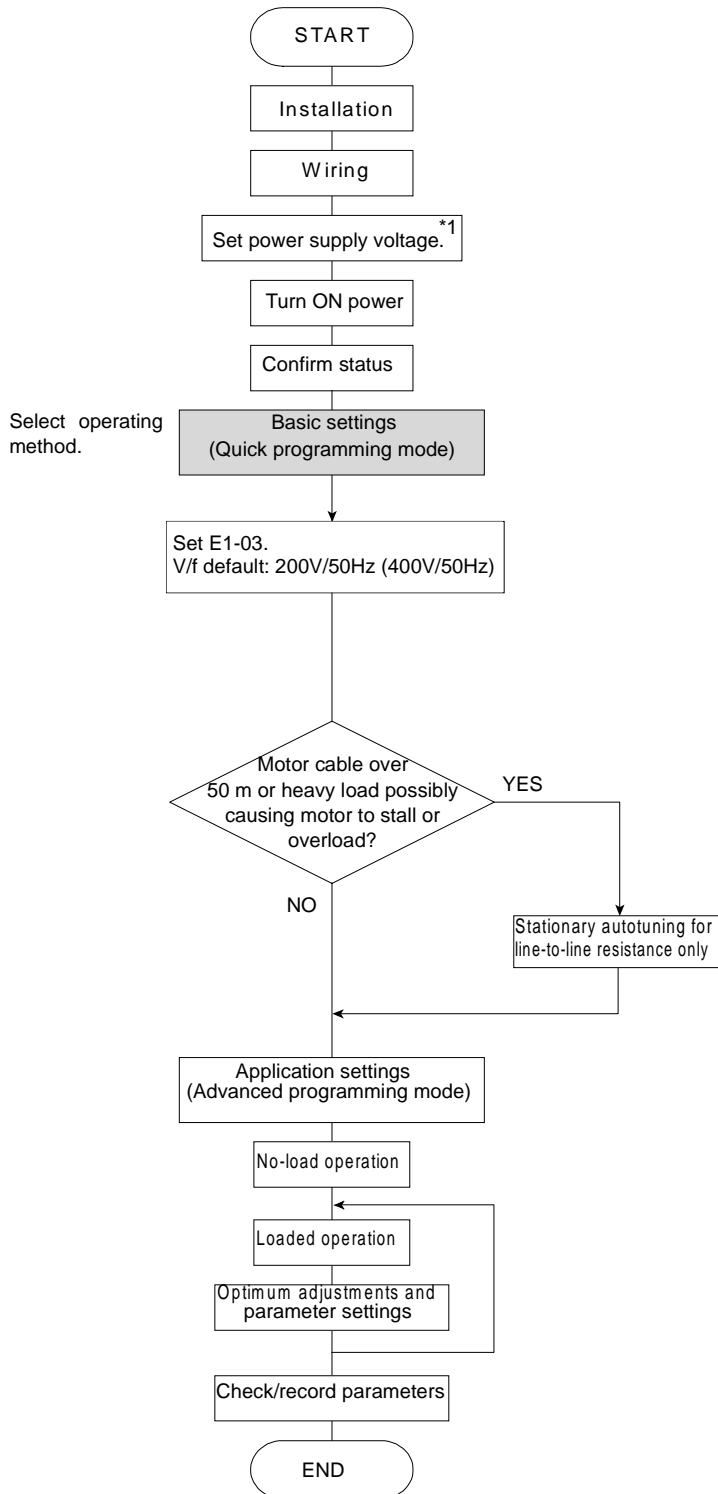 START
Installation
Wiring
*1
Set power supply voltage.
Turn ON power
Confirm status
Select operating
method.
Basic settings
(Quick programming mode)
Set E1-03.
V/f default: 200V/50Hz (400V/50Hz)
Motor cable over
50 m or heavy load possibly
causing motor to stall or
overload?
YES
NO
Stationary autotuning for
line-to-line resistance only
Application settings
(Advanced programming mode)
No-load operation
Loaded operation
Optimum adjustments and
parameter settings
Check/record parameters
END